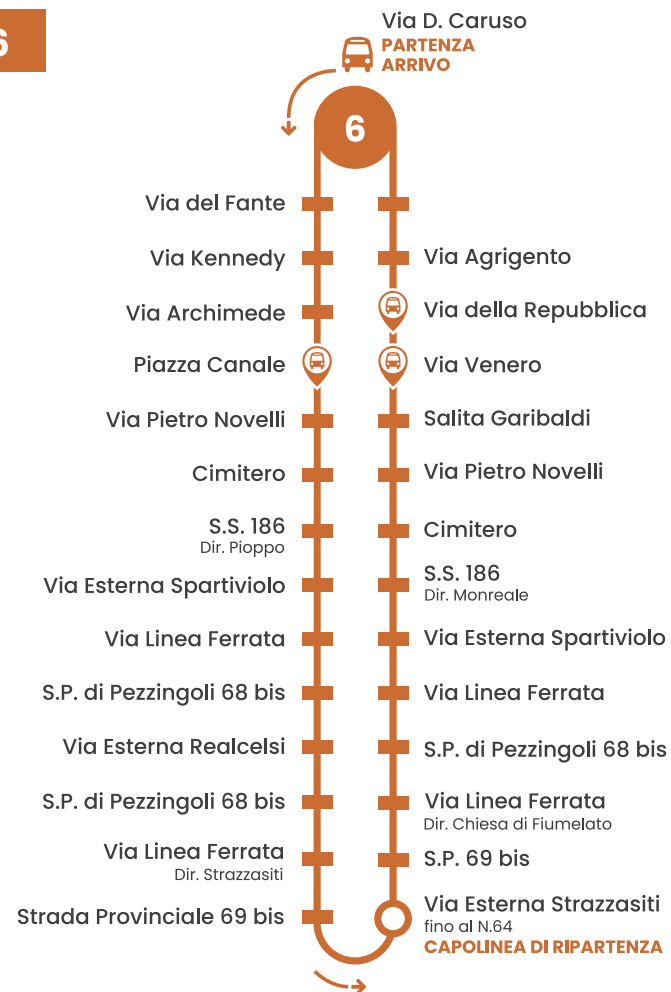 6
Via D. Caruso
PARTENZA
ARRIVO
6
Via del Fante
Via Kennedy
Via Archimede
Piazza Canale
Via Pietro Novelli
Cimitero
S.S. 186
Dir. Pioppo
Via Esterna Spartiviolo
Via Linea Ferrata
S.P. di Pezzingoli 68 bis
Via Esterna Realcelsi
S.P. di Pezzingoli 68 bis
Via Linea Ferrata
Dir. Strazzasiti
Strada Provinciale 69 bis
Via Agrigento
Via della Repubblica
Via Venero
Salita Garibaldi
Via Pietro Novelli
Cimitero
S.S. 186
Dir. Monreale
Via Esterna Spartiviolo
Via Linea Ferrata
S.P. di Pezzingoli 68 bis
Via Linea Ferrata
Dir. Chiesa di Fiumelato
S.P. 69 bis
Via Esterna Strazzasiti
fino al N.64
CAPOLINEA DI RIPARTENZA